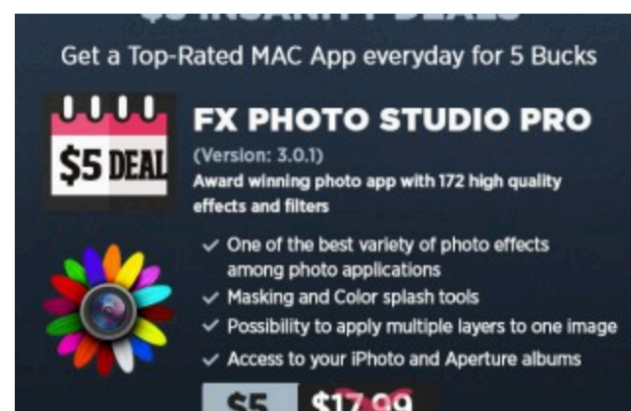 $5 INSANITY DEALS
Get a Top-Rated MAC App everyday for 5 Bucks
$5 DEAL
FX PHOTO STUDIO PRO
(Version: 3.0.1)
Award winning photo app with 172 high quality
effects and filters
One of the best variety of photo effects
among photo applications
Masking and Color splash tools
Possibility to apply multiple layers to one image
Access to your iPhoto and Aperture albums
$5 $17.99